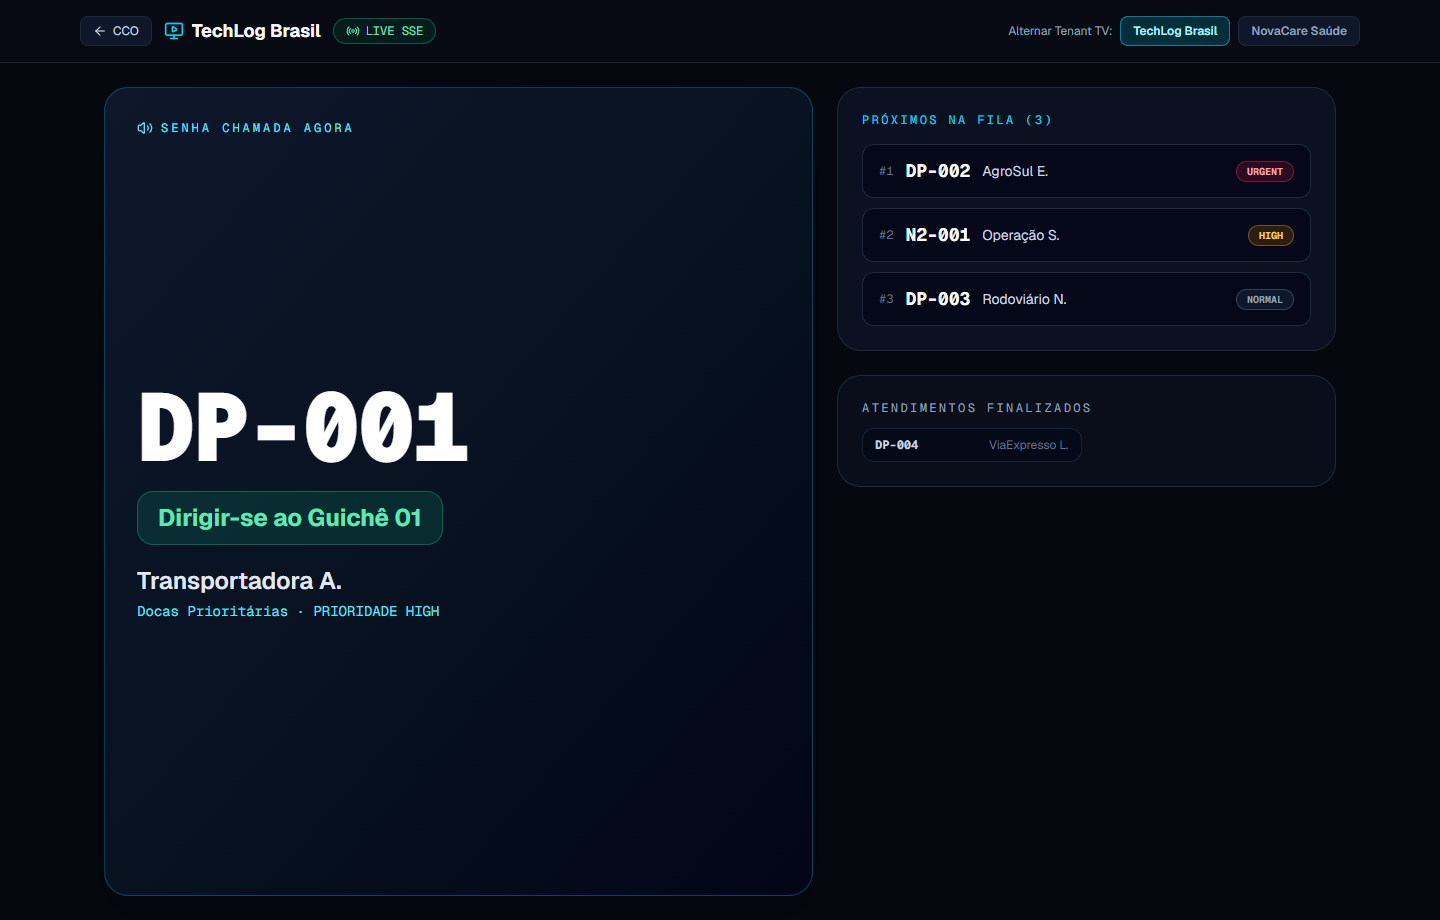 CCO
TechLog Brasil
LIVE SSE
Alternar Tenant TV:
TechLog Brasil
NovaCare Saúde
SENHA CHAMADA AGORA
DP-001
Dirigir-se ao Guichê 01
Transportadora A.
Docas Prioritárias · PRIORIDADE HIGH
PRÓXIMOS NA FILA (3)
#1 DP-002 AgroSul E. URGENT
#2 N2-001 Operação S. HIGH
#3 DP-003 Rodoviário N. NORMAL
ATENDIMENTOS FINALIZADOS
DP-004 ViaExpresso L.